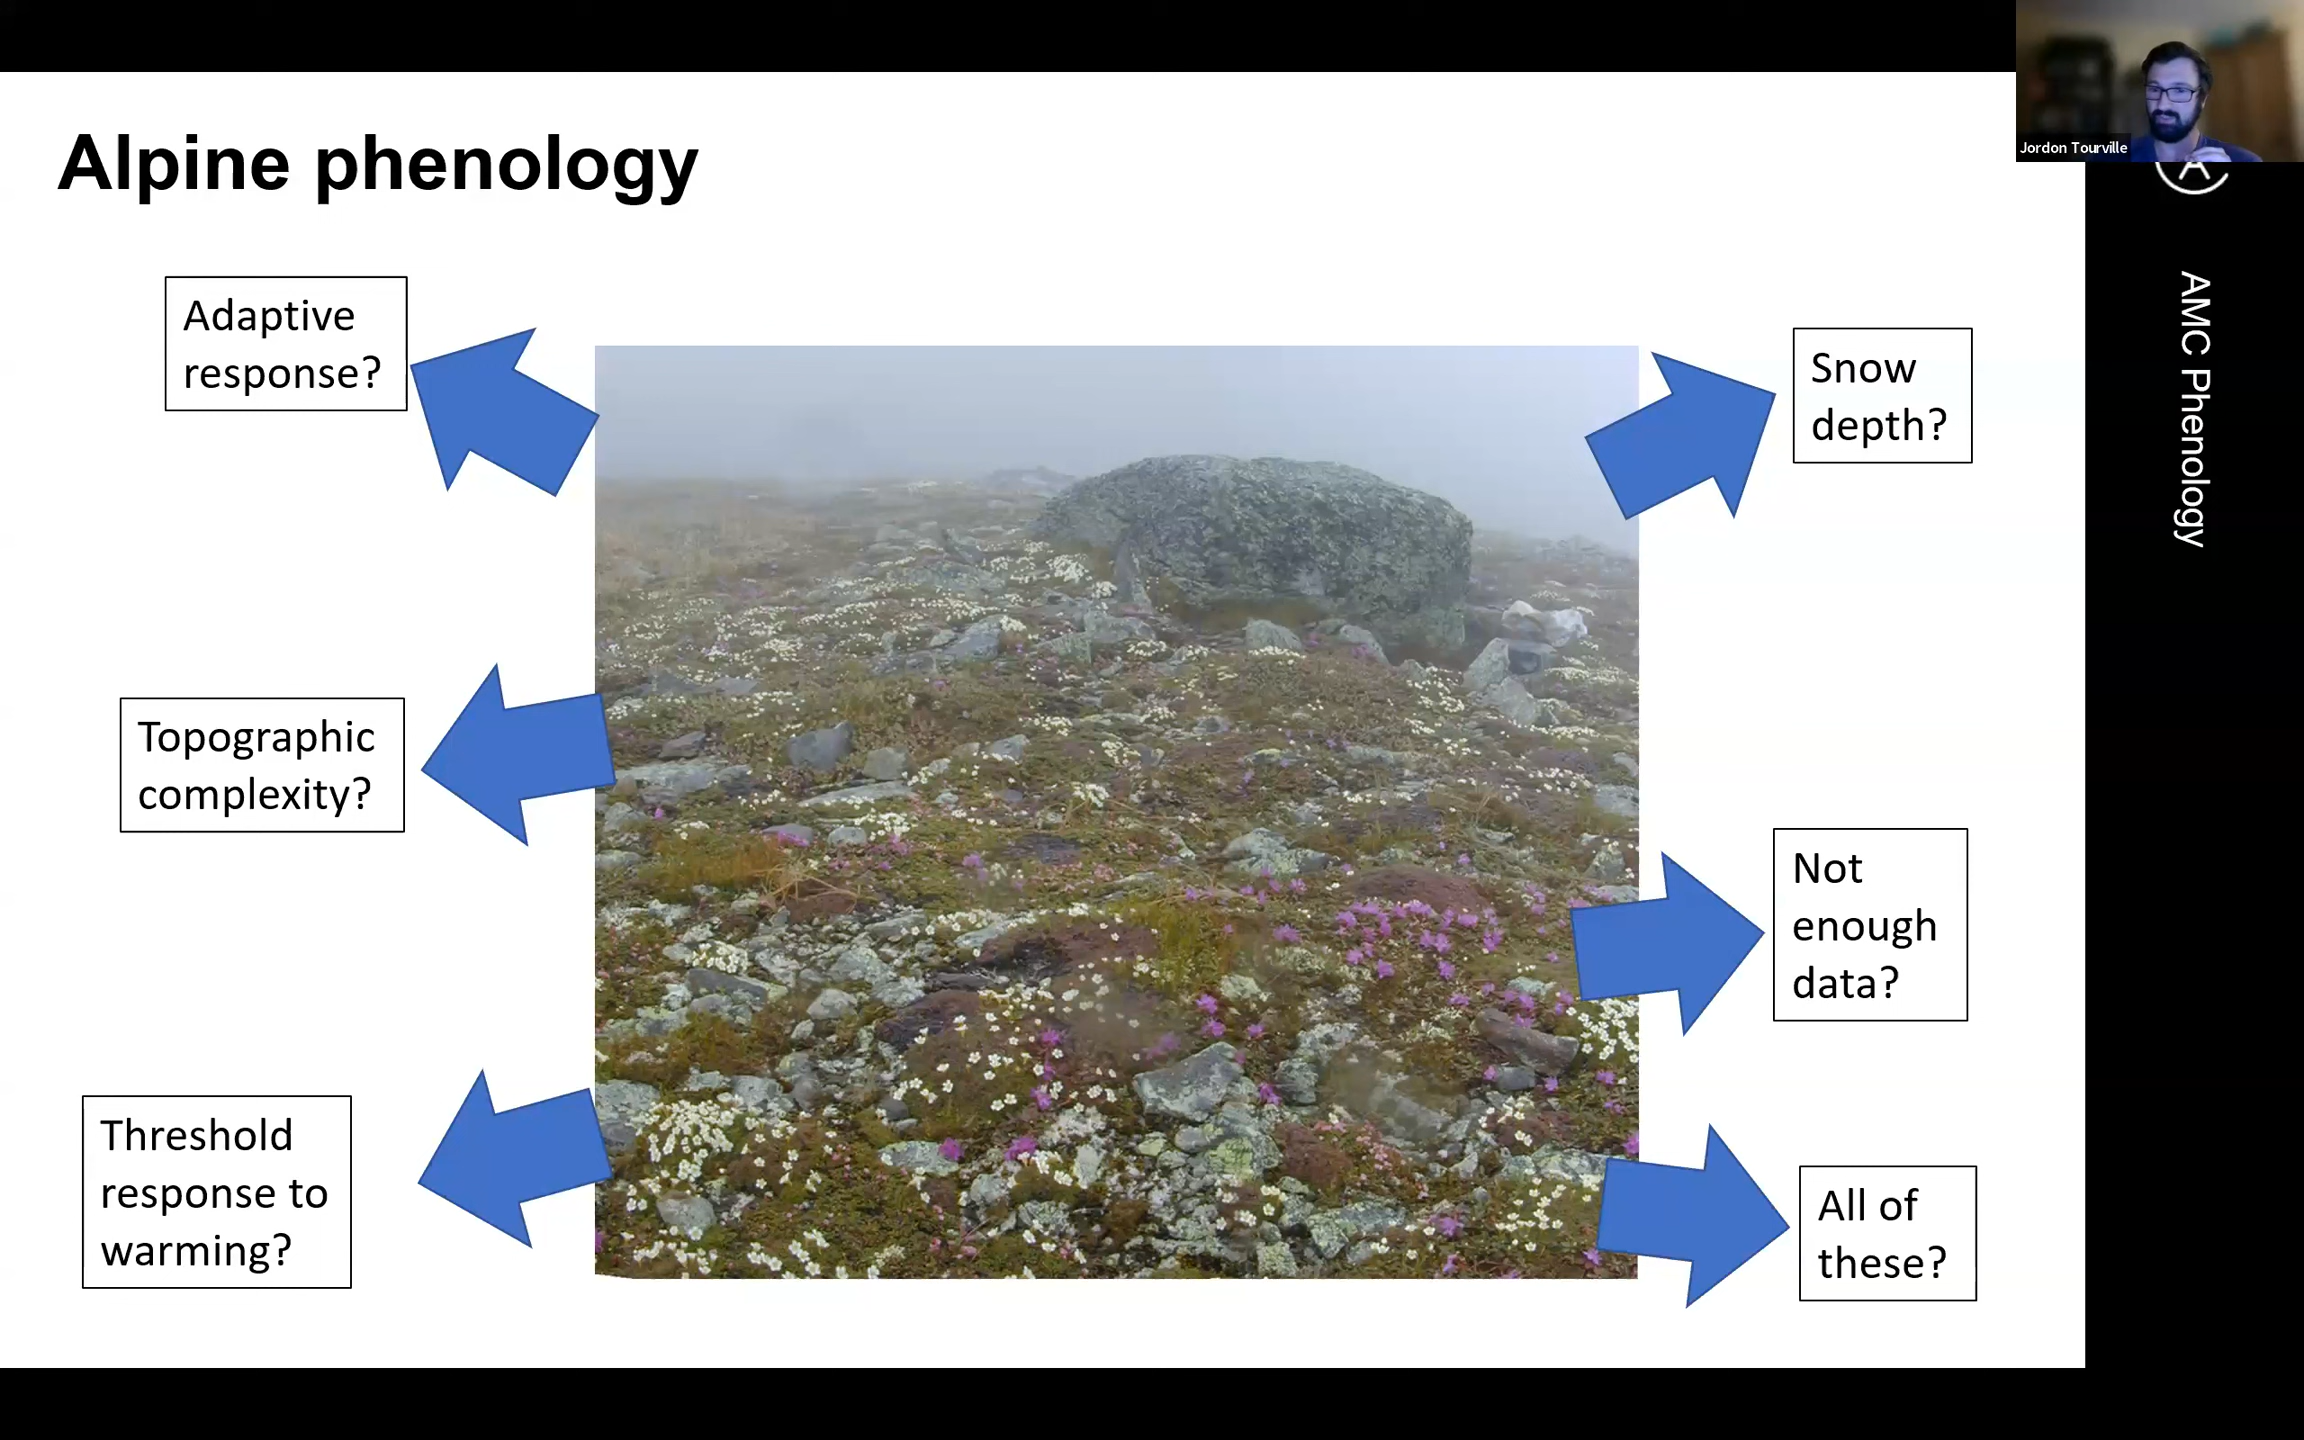 Jordon Tourville
Alpine phenology
Adaptive
response?
Snow
depth?
Topographic
complexity?
Not
enough
data?
Threshold
response to
warming?
All of
these?
AMC Phenology